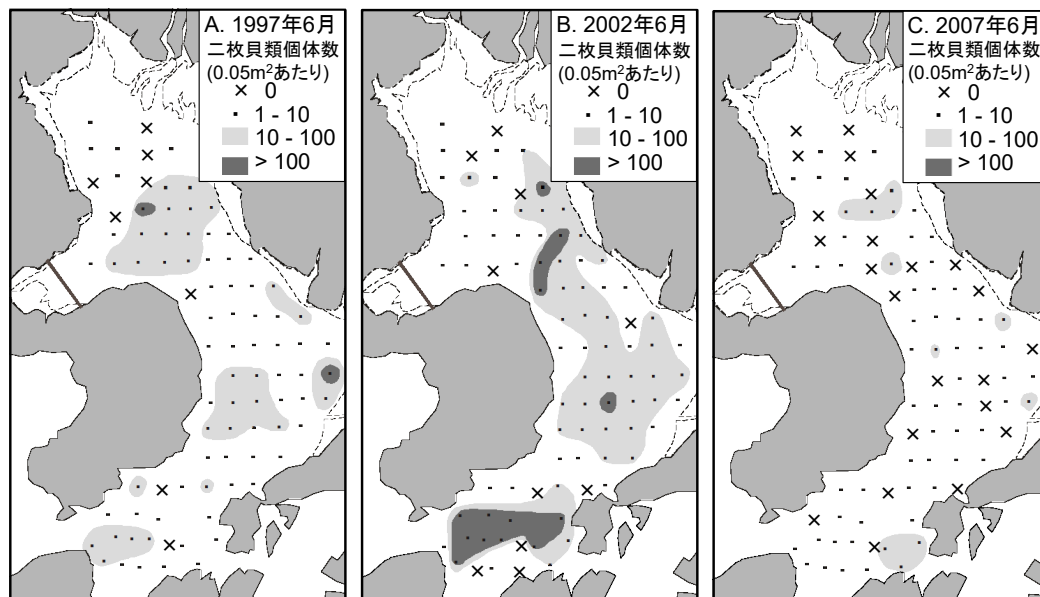 A. 1997年6月
二枚貝類個体数
(0.05m²あたり)
× 0
▪ 1 - 10
10 - 100
> 100
B. 2002年6月
二枚貝類個体数
(0.05m²あたり)
× 0
▪ 1 - 10
10 - 100
> 100
C. 2007年6月
二枚貝類個体数
(0.05m²あたり)
× 0
▪ 1 - 10
10 - 100
> 100